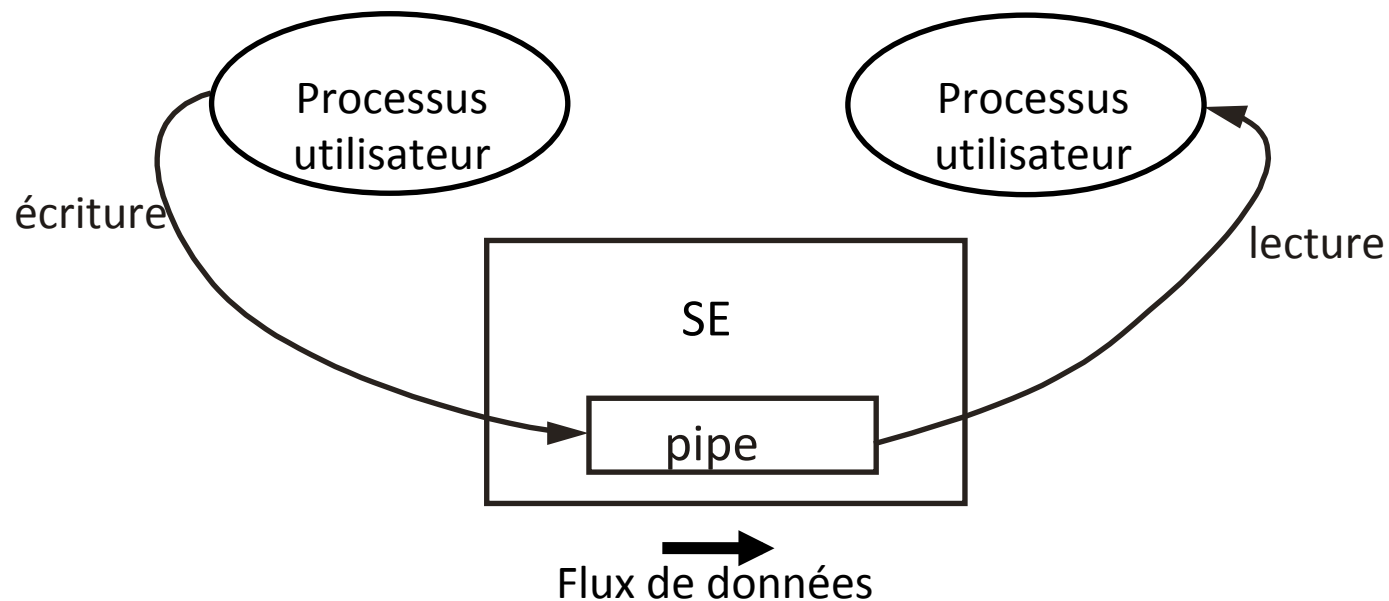 Processus
utilisateur
Processus
utilisateur
écriture
lecture
SE
pipe
Flux de données